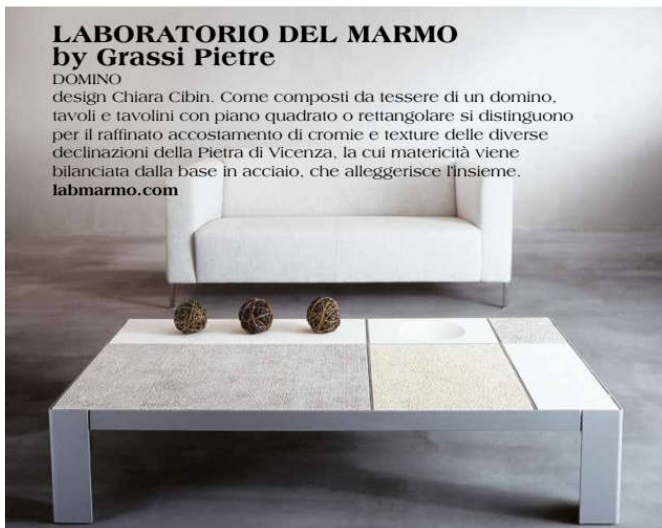 LABORATORIO DEL MARMO
by Grassi Pietre
DOMINO
design Chiara Cibin. Come composti da tessere di un domino,
tavoli e tavolini con piano quadrato o rettangolare si distinguono
per il raffinato accostamento di cromie e texture delle diverse
declinazioni della Pietra di Vicenza, la cui matericità viene
bilanciata dalla base in acciaio, che alleggerisce l'insieme.
labmarmo.com